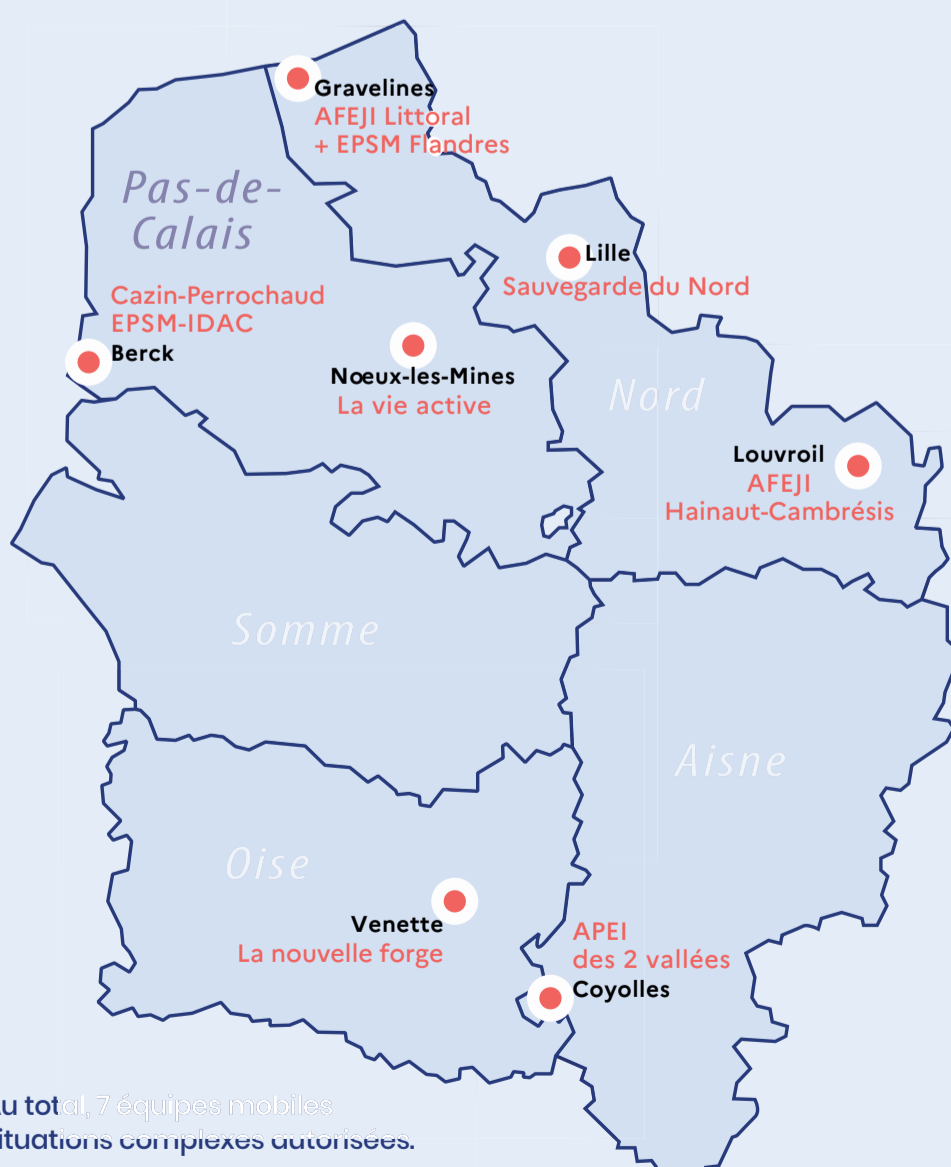 Gravelines
AFEJI Littoral
+ EPSM Flandres
Pas-de-
Calais
Lille
Sauvegarde du Nord
Cazin-Perrochaud
EPSM-IDAC
Berck
Nœux-les-Mines
La vie active
Nord
Louvroil
AFEJI
Hainaut-Cambrésis
Somme
Aisne
Oise
Venette
La nouvelle forge
APEI
des 2 vallées
Coyolles
u total, 7 équipes mobiles
ituations complexes autorisées.